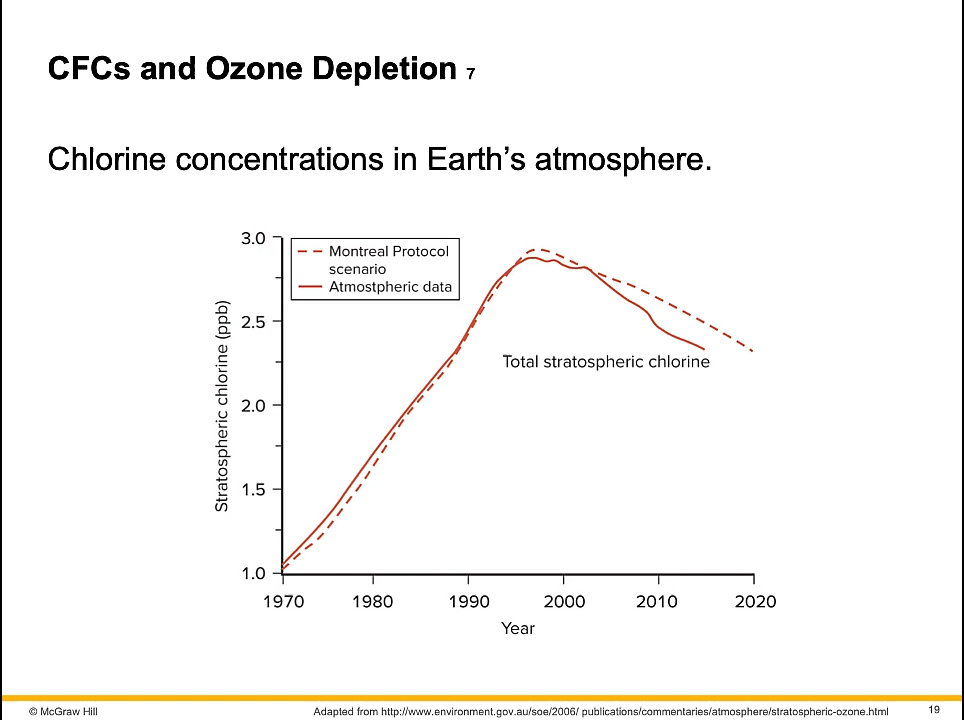 CFCs and Ozone Depletion 7
Chlorine concentrations in Earth’s atmosphere.
3.0
2.5
2.0
1.5
1.0
Stratospheric chlorine (ppb)
Montreal Protocol
scenario
Atmostpheric data
Total stratospheric chlorine
1970 1980 1990 2000 2010 2020
Year
© McGraw Hill
Adapted from http://www.environment.gov.au/soe/2006/ publications/commentaries/atmosphere/stratospheric-ozone.html
19